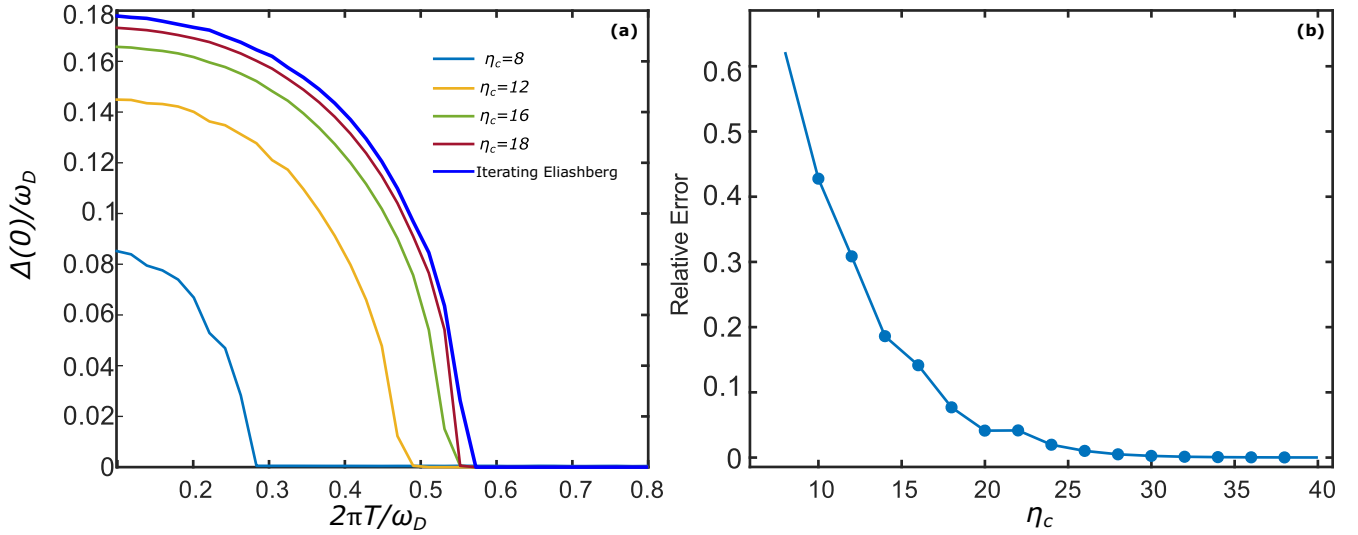 (a)
0.18
0.16
0.14
0.12
0.1
0.08
0.06
0.04
0.02
0
Δ(0)/ω_D
η_c=8
η_c=12
η_c=16
η_c=18
Iterating Eliashberg
0.2 0.3 0.4 0.5 0.6 0.7 0.8
2πT/ω_D
(b)
0.6
0.5
0.4
0.3
0.2
0.1
0
Relative Error
10 15 20 25 30 35 40
η_c